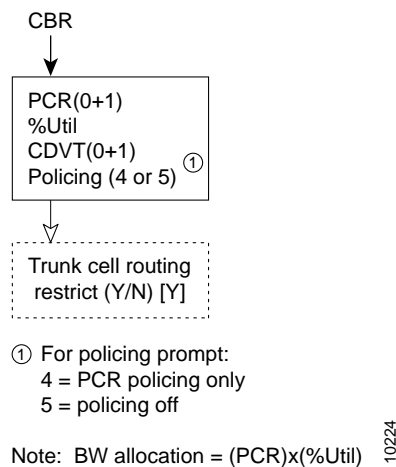 CBR
PCR(0+1)
%Util
CDVT(0+1)
Policing (4 or 5) ①
Trunk cell routing
restrict (Y/N) [Y]
① For policing prompt:
4 = PCR policing only
5 = policing off
Note: BW allocation = (PCR)x(%Util)
10224